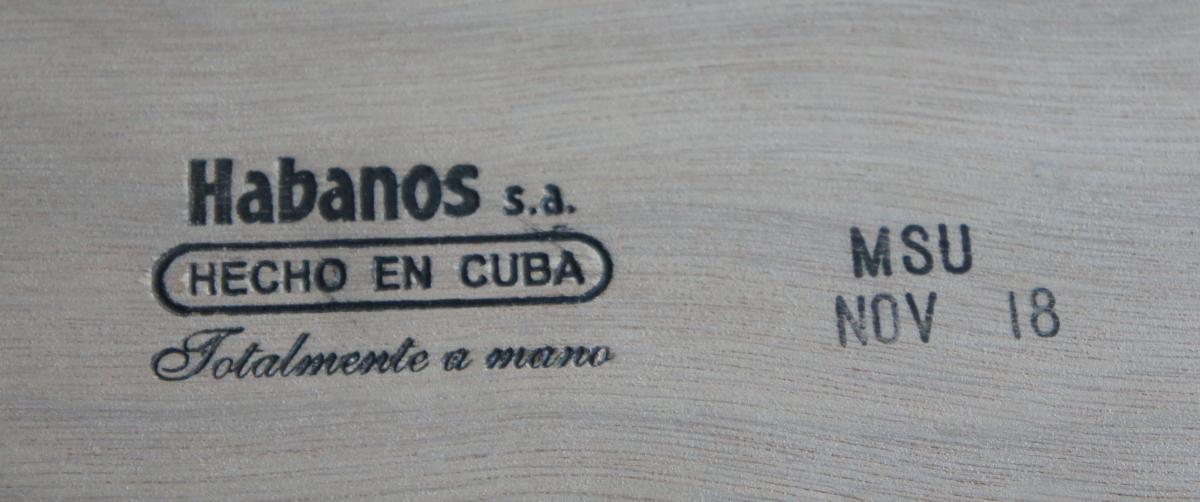 Habanos s.a.
HECHO EN CUBA
Totalmente a mano
MSU
NOV 18